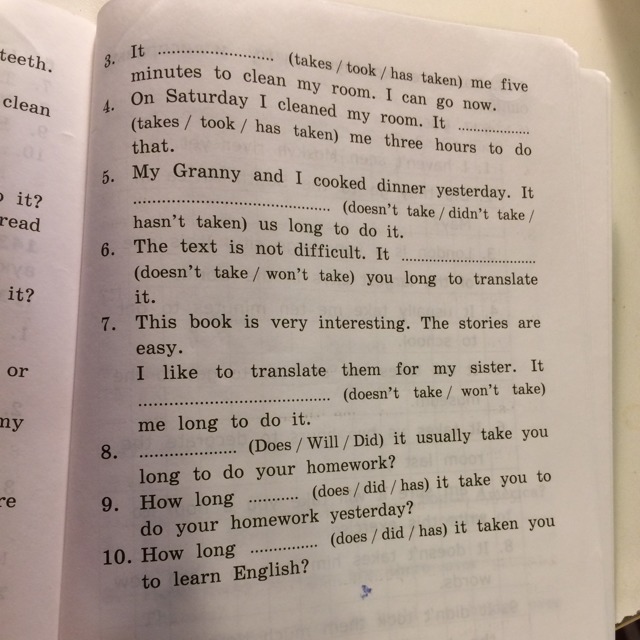 teeth.
clean
o it?
read
it?
or
my
re
3. It ........................ (takes / took / has taken) me five
minutes to clean my room. I can go now.
4. On Saturday I cleaned my room. It ................
(takes / took / has taken) me three hours to do
that.
5. My Granny and I cooked dinner yesterday. It
........................................ (doesn't take / didn't take /
hasn't taken) us long to do it.
6. The text is not difficult. It ............................
(doesn't take / won't take) you long to translate
it.
7. This book is very interesting. The stories are
easy.
I like to translate them for my sister. It
....................................... (doesn't take / won't take)
me long to do it.
8. .................... (Does / Will / Did) it usually take you
long to do your homework?
9. How long .......... (does / did / has) it take you to
do your homework yesterday?
10. How long .............. (does / did / has) it taken you
to learn English?